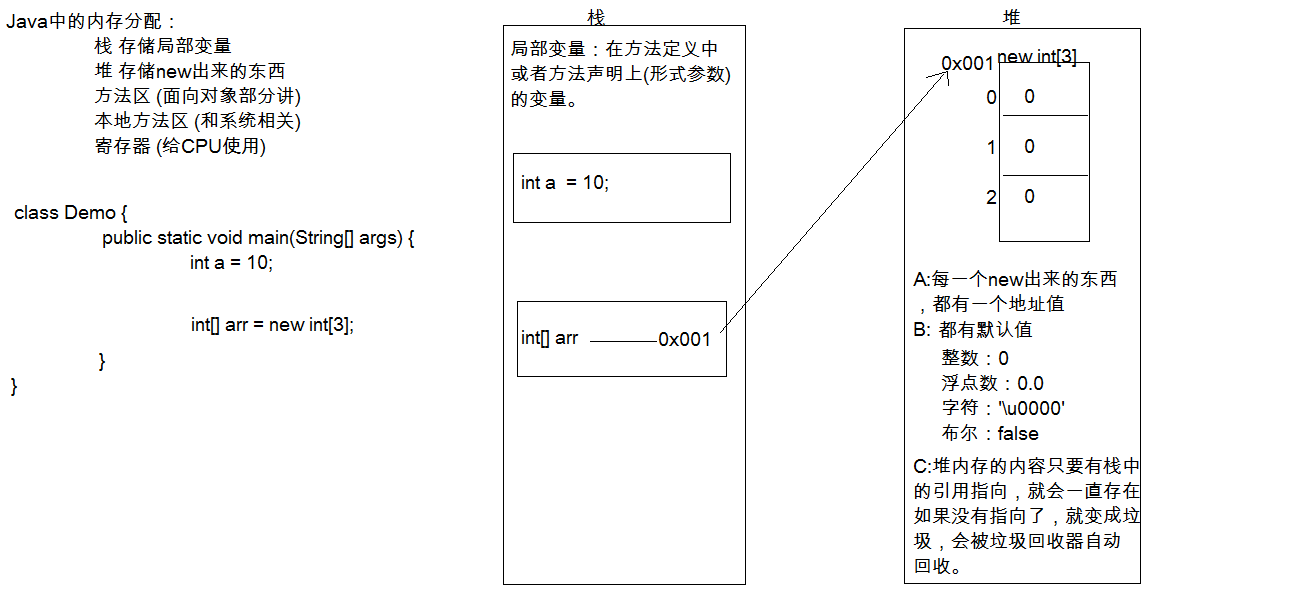 Java中的内存分配：
栈 存储局部变量
堆 存储new出来的东西
方法区 (面向对象部分讲)
本地方法区 (和系统相关)
寄存器 (给CPU使用)
class Demo {
public static void main(String[] args) {
int a = 10;
int[] arr = new int[3];
}
}
栈
局部变量：在方法定义中
或者方法声明上(形式参数)
的变量。
int a = 10;
int[] arr 0x001
堆
0x001 new int[3]
0 0
1 0
2 0
A:每一个new出来的东西
，都有一个地址值
B: 都有默认值
整数：0
浮点数：0.0
字符：'\u0000'
布尔：false
C:堆内存的内容只要有栈中
的引用指向，就会一直存在
如果没有指向了，就变成垃
圾，会被垃圾回收器自动
回收。